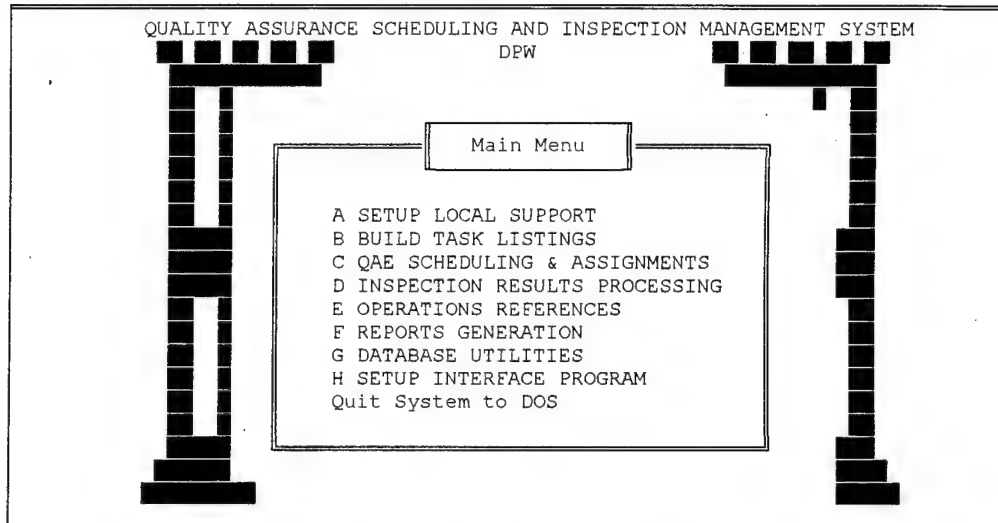 QUALITY ASSURANCE SCHEDULING AND INSPECTION MANAGEMENT SYSTEM
DPW
Main Menu
A SETUP LOCAL SUPPORT
B BUILD TASK LISTINGS
C QAE SCHEDULING & ASSIGNMENTS
D INSPECTION RESULTS PROCESSING
E OPERATIONS REFERENCES
F REPORTS GENERATION
G DATABASE UTILITIES
H SETUP INTERFACE PROGRAM
Quit System to DOS